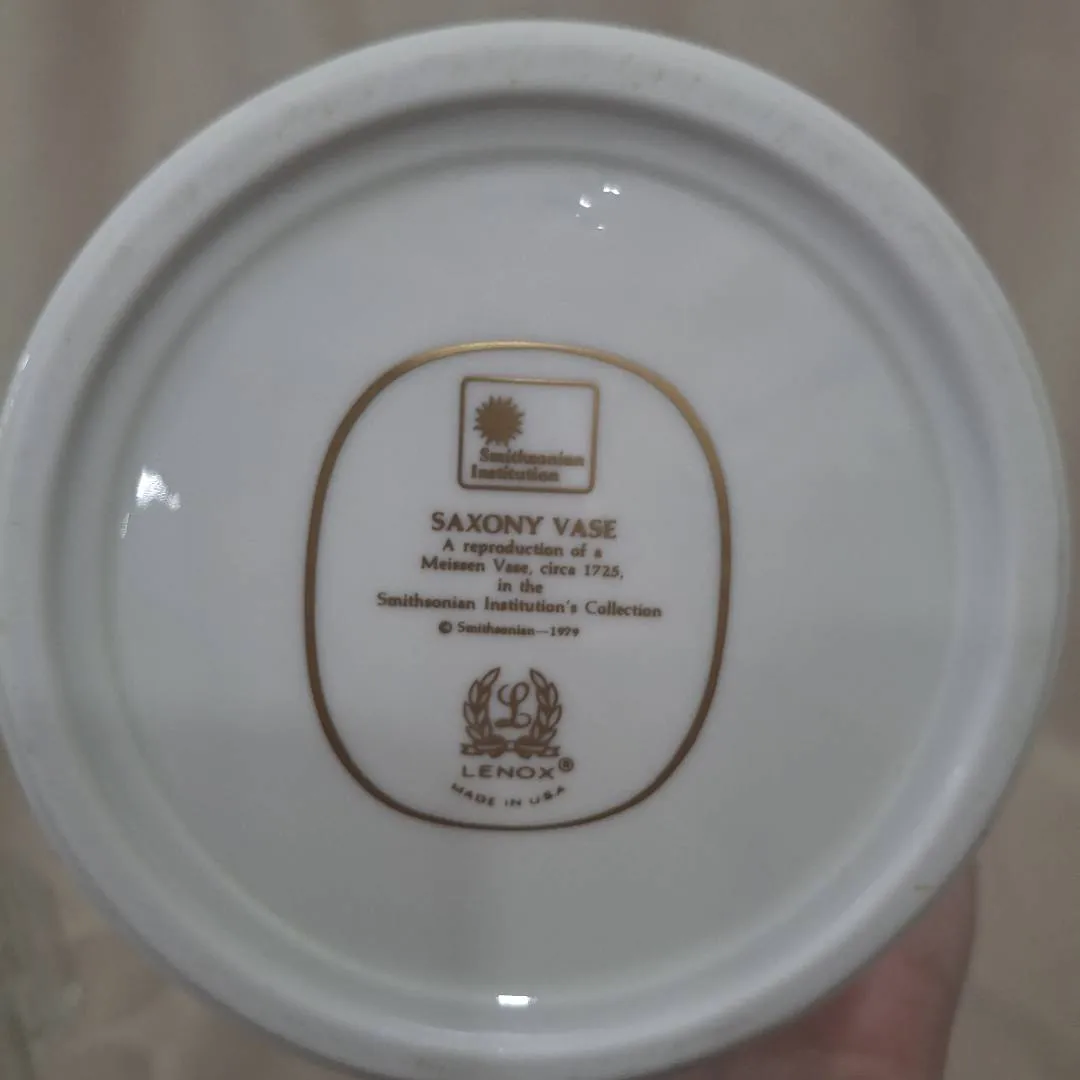 Smithsonian
Institution
SAXONY VASE
A reproduction of a
Meissen Vase, circa 1725,
in the
Smithsonian Institution's Collection
© Smithsonian—1979
L
LENOX®
MADE IN USA